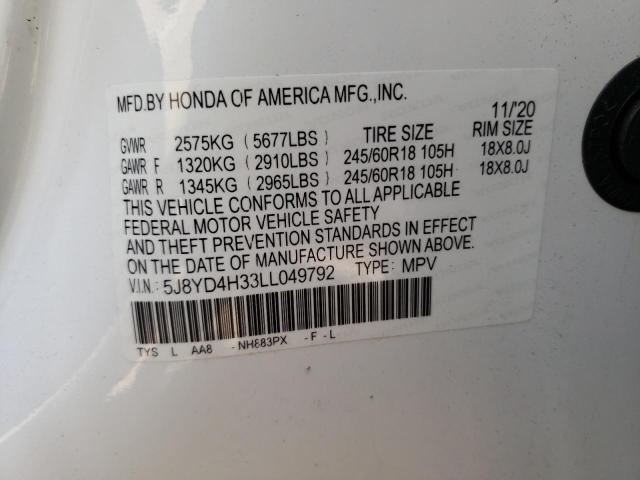 MFD.BY HONDA OF AMERICA MFG.,INC. 11/'20
GVWR 2575KG (5677LBS) TIRE SIZE RIM SIZE
GAWR F 1320KG (2910LBS) 245/60R18 105H 18X8.0J
GAWR R 1345KG (2965LBS) 245/60R18 105H 18X8.0J
THIS VEHICLE CONFORMS TO ALL APPLICABLE
FEDERAL MOTOR VEHICLE SAFETY
AND THEFT PREVENTION STANDARDS IN EFFECT
ON THE DATE OF MANUFACTURE SHOWN ABOVE.
V.I.N.: 5J8YD4H33LL049792 TYPE: MPV
TYS L AA8 -NH883PX -F -L